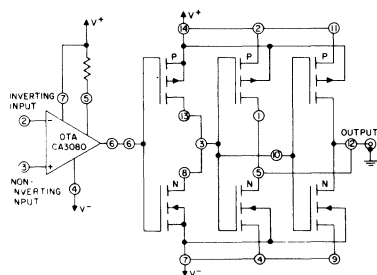 V+
V+
14
2
11
P
P
P
7
5
INVERTING
INPUT
2
-
OTA
CA3080
6
6
13
1
3
10
OUTPUT
12
3
+
NON-
INVERTING
INPUT
4
V-
8
5
N
N
N
7
4
9
V-